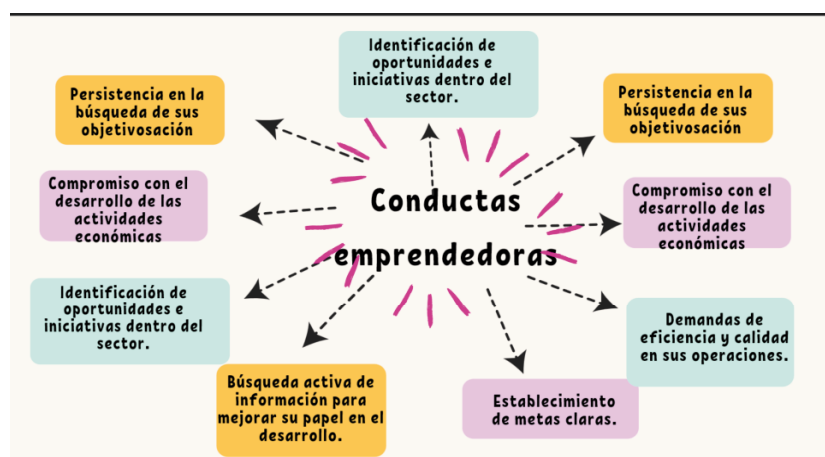 Identificación de
oportunidades e
iniciativas dentro del
sector.
Persistencia en la
búsqueda de sus
objetivosación
Persistencia en la
búsqueda de sus
objetivosación
Compromiso con el
desarrollo de las
actividades
económicas
Conductas
emprendedoras
Compromiso con el
desarrollo de las
actividades
económicas
Identificación de
oportunidades e
iniciativas dentro del
sector.
Demandas de
eficiencia y calidad
en sus operaciones.
Búsqueda activa de
información para
mejorar su papel en el
desarrollo.
Establecimiento
de metas claras.